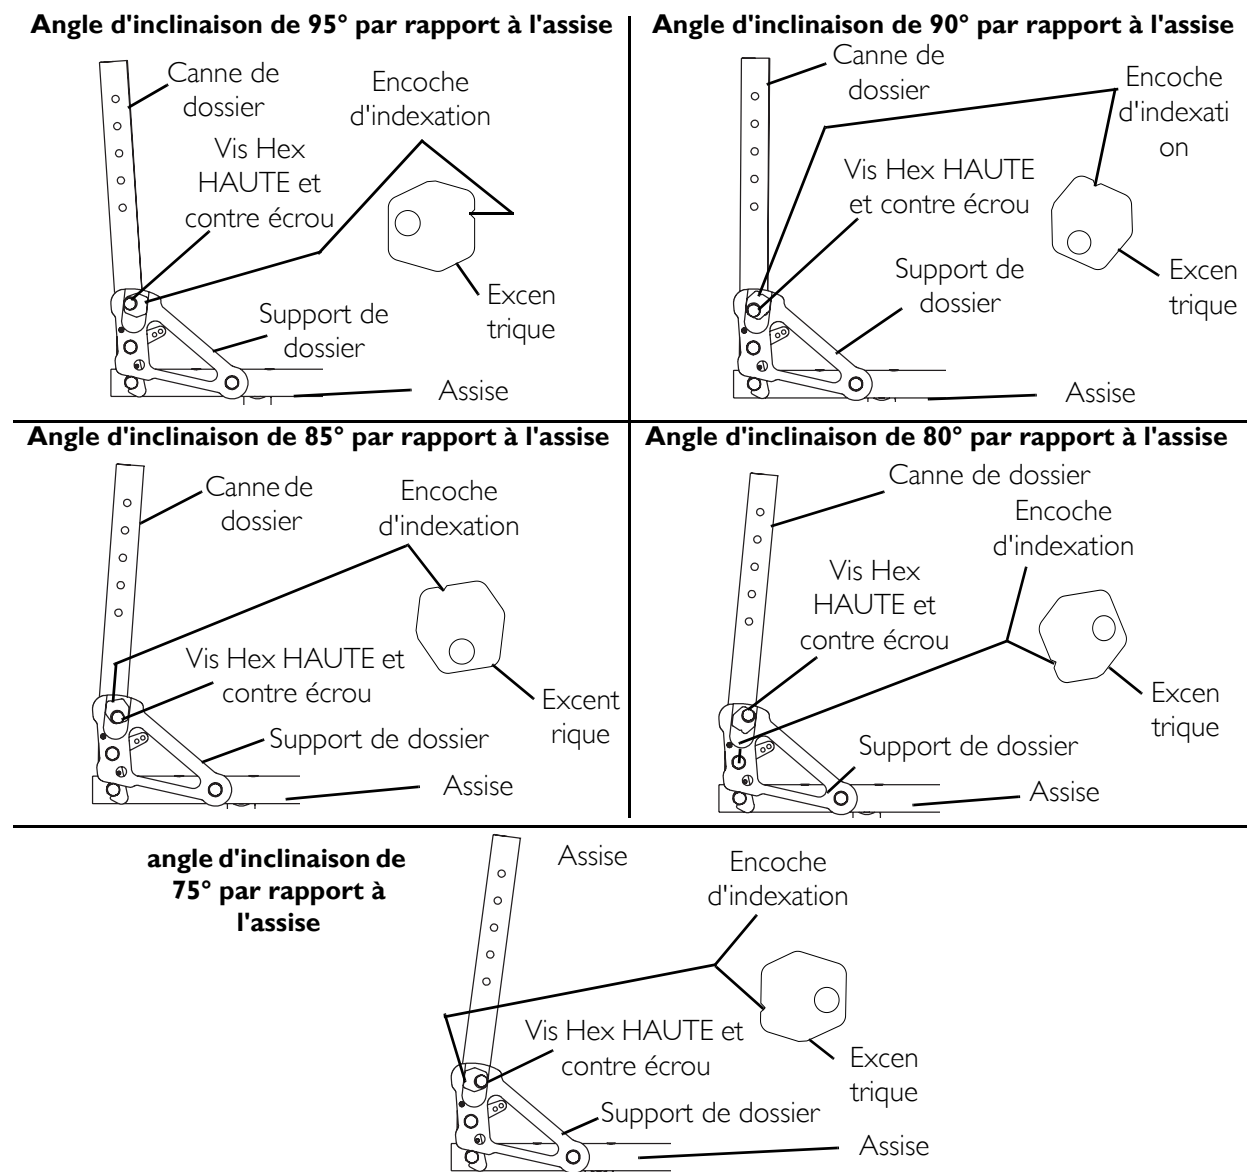 Angle d'inclinaison de 95° par rapport à l'assise
Canne de
dossier
Encoche
d'indexation
Vis Hex
HAUTE et
contre écrou
Excen
trique
Support de
dossier
Assise
Angle d'inclinaison de 90° par rapport à l'assise
Canne de
dossier
Encoche
d'indexati
on
Vis Hex HAUTE
et contre écrou
Support de
dossier
Excen
trique
Assise
Angle d'inclinaison de 85° par rapport à l'assise
Canne de
dossier
Encoche
d'indexation
Vis Hex HAUTE et
contre écrou
Excent
rique
Support de dossier
Assise
Angle d'inclinaison de 80° par rapport à l'assise
Canne de dossier
Encoche
d'indexation
Vis Hex
HAUTE et
contre écrou
Excen
trique
Support de dossier
Assise
angle d'inclinaison de
75° par rapport à
l'assise
Assise
Encoche
d'indexation
Vis Hex HAUTE et
contre écrou
Excen
trique
Support de dossier
Assise